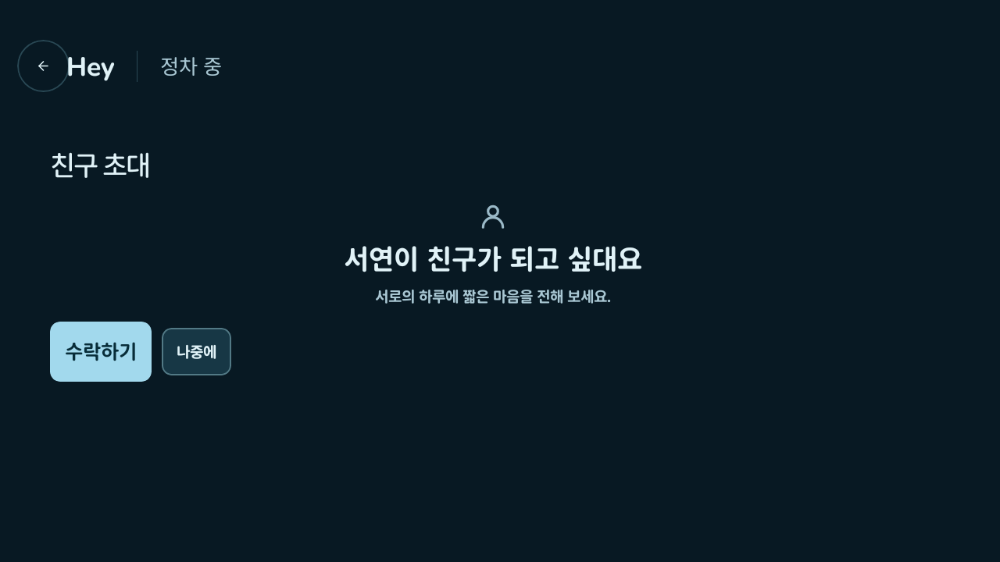 Hey 정차 중
친구 초대
서연이 친구가 되고 싶대요
서로의 하루에 짧은 마음을 전해 보세요.
수락하기 나중에